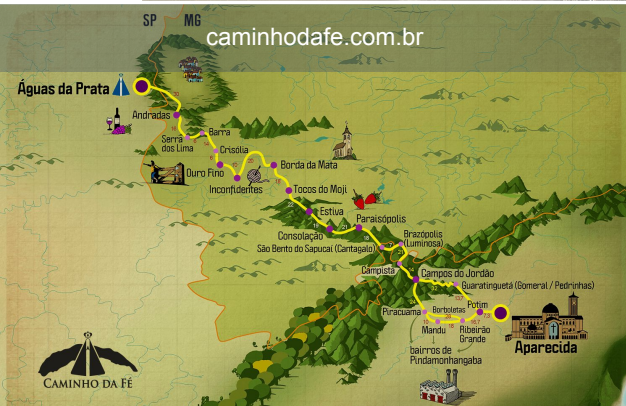 SP MG
caminhodafe.com.br
Águas da Prata
Andradas
Barra
Serra
dos Lima
Crisólia
Ouro Fino
Borda da Mata
Inconfidentes
Tocos do Moji
Estiva
Paraisópolis
Consolação
Brazópolis
(Luminosa)
São Bento do Sapucaí (Cantagalo)
Campista
Campos do Jordão
Guaratinguetá (Gomeral / Pedrinhas)
Piracuama
Borboletas
Potim
Mandu
Ribeirão
Grande
Aparecida
bairros de
Pindamonhangaba
CAMINHO DA FÉ